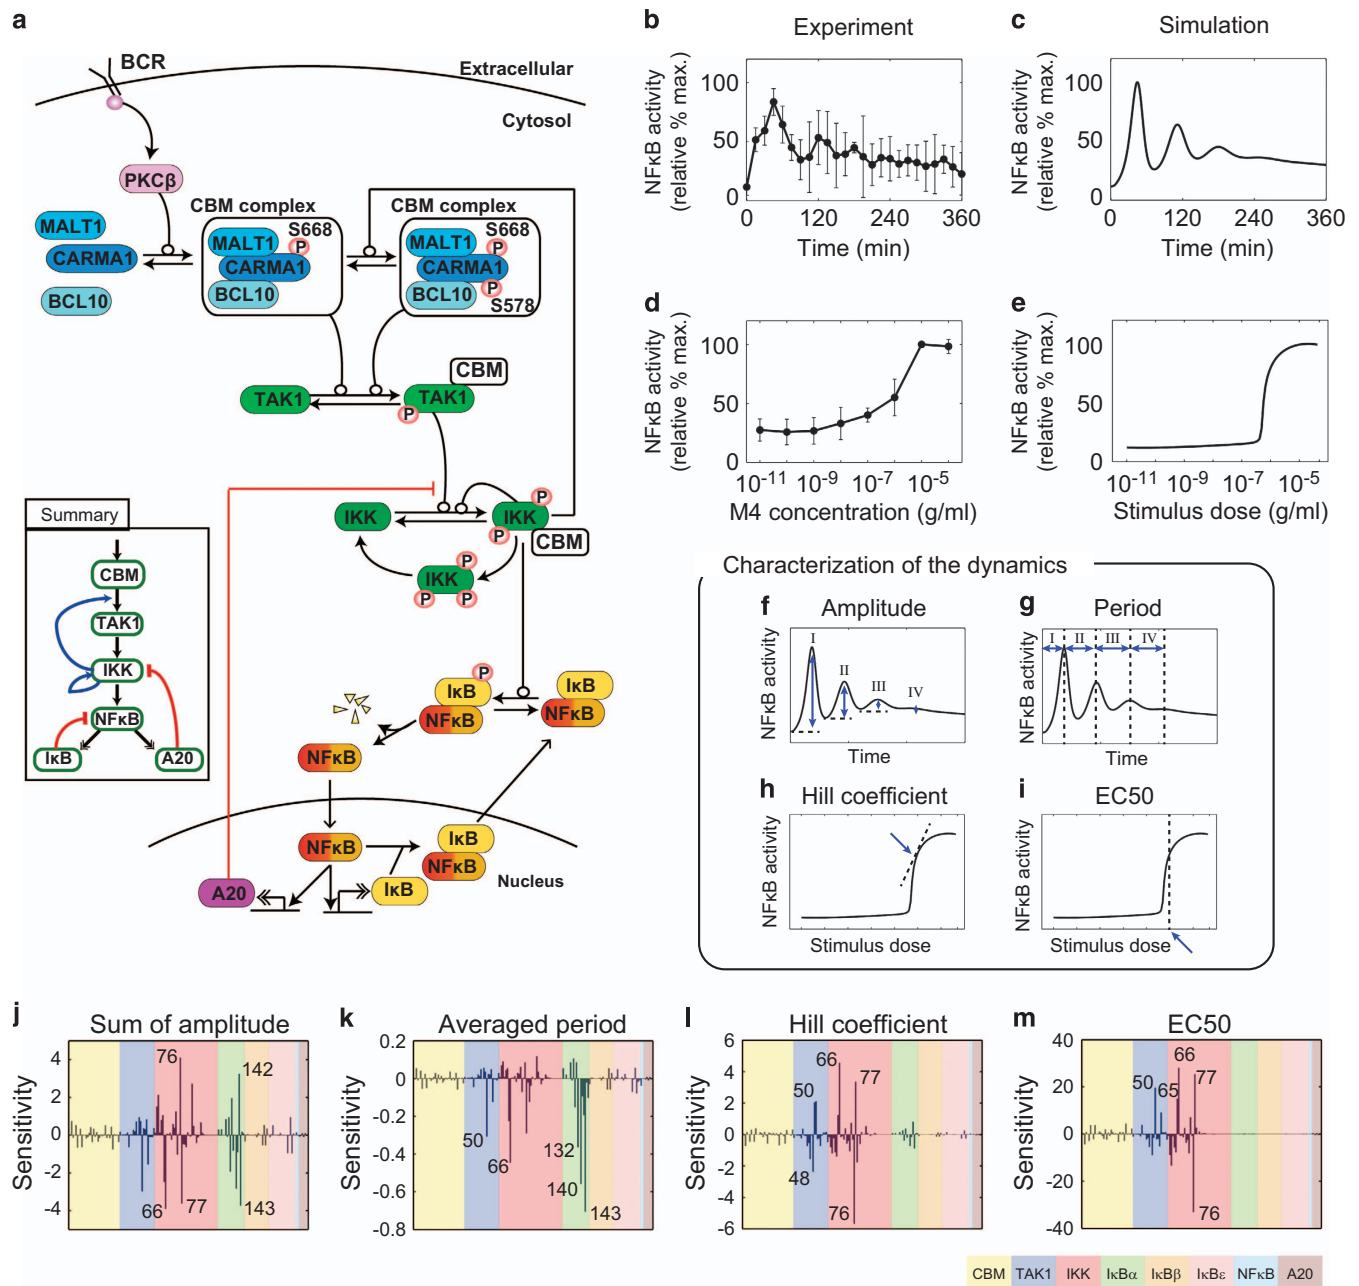 a
BCR
Extracellular
Cytosol
PKCβ
CBM complex
CBM complex
MALT1
CARMA1
BCL10
MALT1
S668
P
CARMA1
BCL10
MALT1
S668
P
CARMA1
BCL10
P
S578
TAK1
CBM
TAK1
P
IKK
P
IKK
P
CBM
P
IKK
P
P
Summary
CBM
TAK1
IKK
NFκB
IκB
A20
P
IκB
NFκB
IκB
NFκB
NFκB
NFκB
IκB
NFκB
Nucleus
A20
IκB
b
Experiment
NFκB activity
(relative % max.)
100
50
0
0
120
240
360
Time (min)
c
Simulation
NFκB activity
(relative % max.)
100
50
0
0
120
240
360
Time (min)
d
NFκB activity
(relative % max.)
100
50
0
10-11
10-9
10-7
10-5
M4 concentration (g/ml)
e
NFκB activity
(relative % max.)
100
50
0
10-11
10-9
10-7
10-5
Stimulus dose (g/ml)
Characterization of the dynamics
f
Amplitude
NFκB activity
I
II
III
IV
Time
g
Period
NFκB activity
I
II
III
IV
Time
h
Hill coefficient
NFκB activity
Stimulus dose
i
EC50
NFκB activity
Stimulus dose
j
Sum of amplitude
Sensitivity
4
2
0
-2
-4
76
142
66
77
143
k
Averaged period
Sensitivity
0.2
0
-0.2
-0.4
-0.6
-0.8
50
66
132
140
143
l
Hill coefficient
Sensitivity
6
4
2
0
-2
-4
-6
66
50
77
48
76
m
EC50
Sensitivity
40
20
0
-20
-40
66
50
65
77
76
CBM
TAK1
IKK
IκBα
IκBβ
IκBε
NFκB
A20